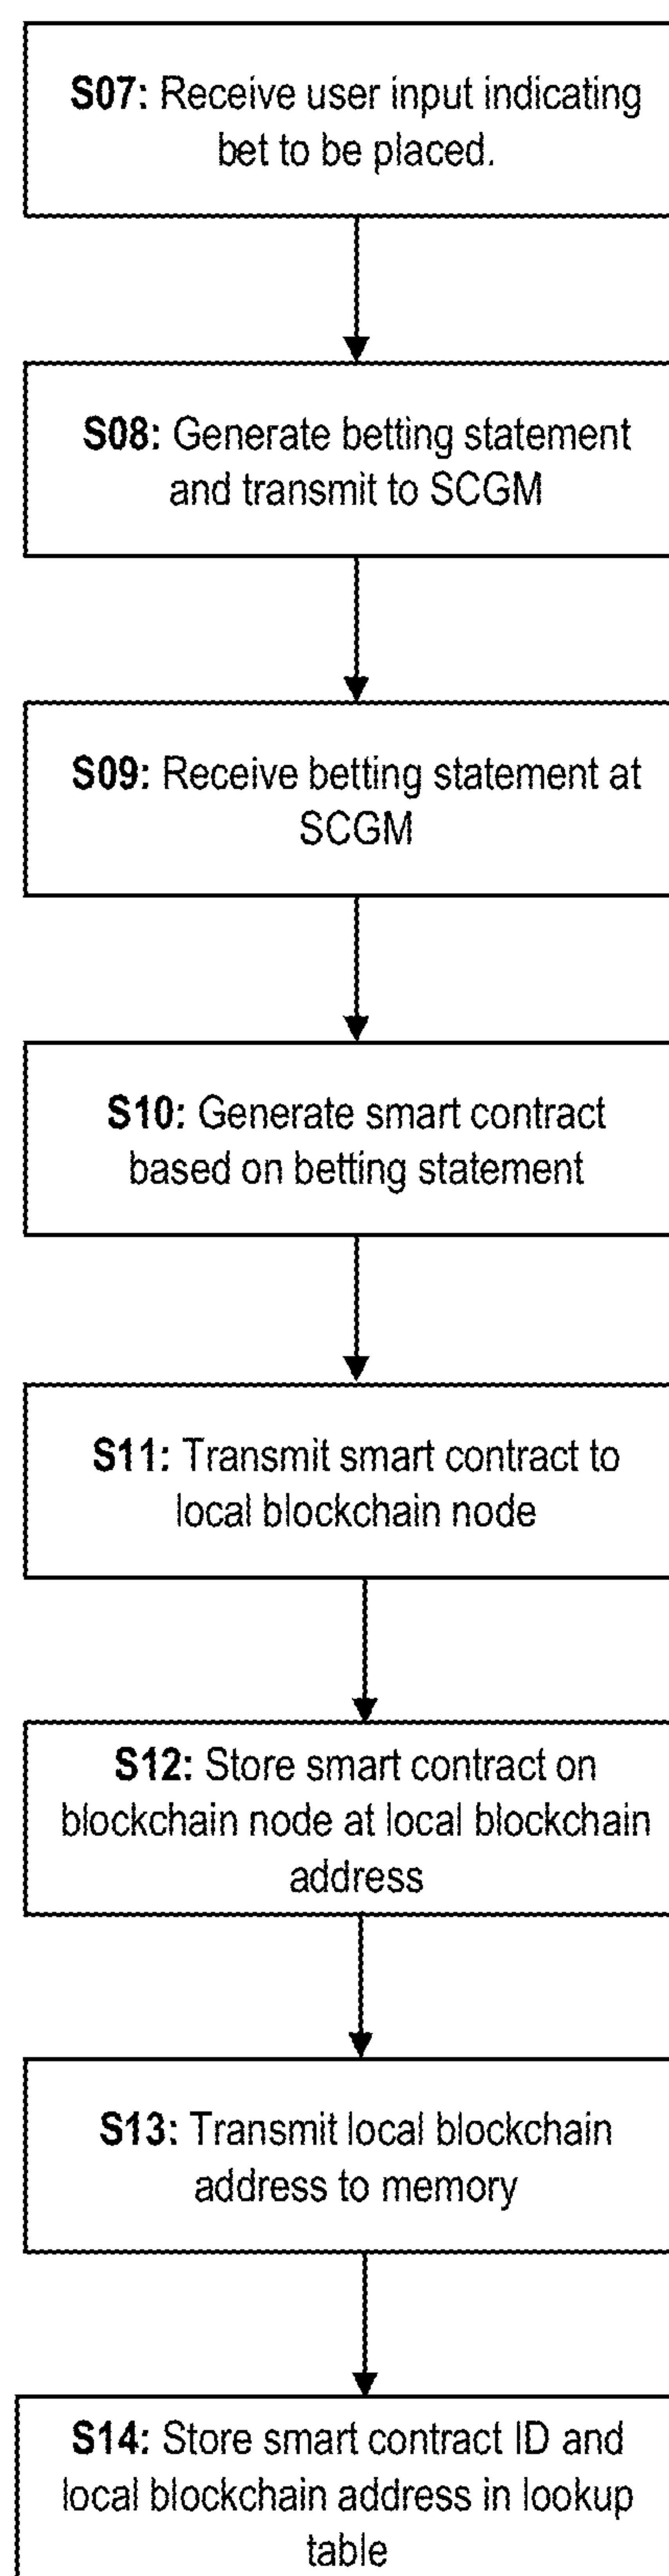 S07: Receive user input indicating
bet to be placed.
S08: Generate betting statement
and transmit to SCGM
S09: Receive betting statement at
SCGM
S10: Generate smart contract
based on betting statement
S11: Transmit smart contract to
local blockchain node
S12: Store smart contract on
blockchain node at local blockchain
address
S13: Transmit local blockchain
address to memory
S14: Store smart contract ID and
local blockchain address in lookup
table